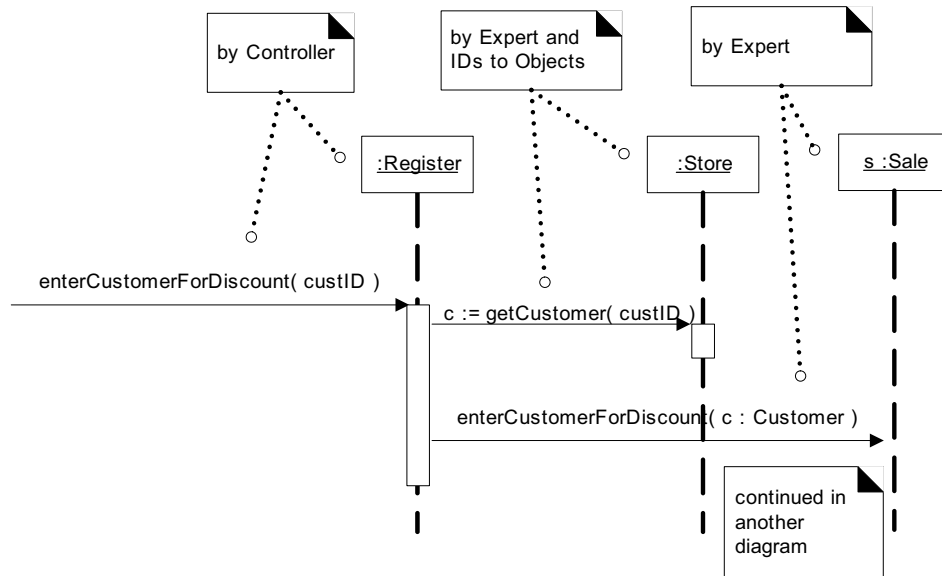 by Controller
by Expert and
IDs to Objects
by Expert
:Register
:Store
s :Sale
enterCustomerForDiscount( custID )
c := getCustomer( custID )
enterCustomerForDiscount( c : Customer )
continued in
another
diagram